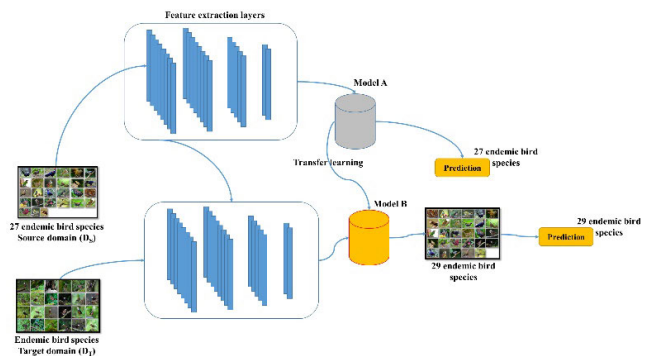 Feature extraction layers
Model A
Transfer learning
27 endemic bird
species
Prediction
27 endemic bird species
Source domain (DS)
Model B
29 endemic bird
species
Prediction
29 endemic bird
species
Endemic bird species
Target domain (DT)